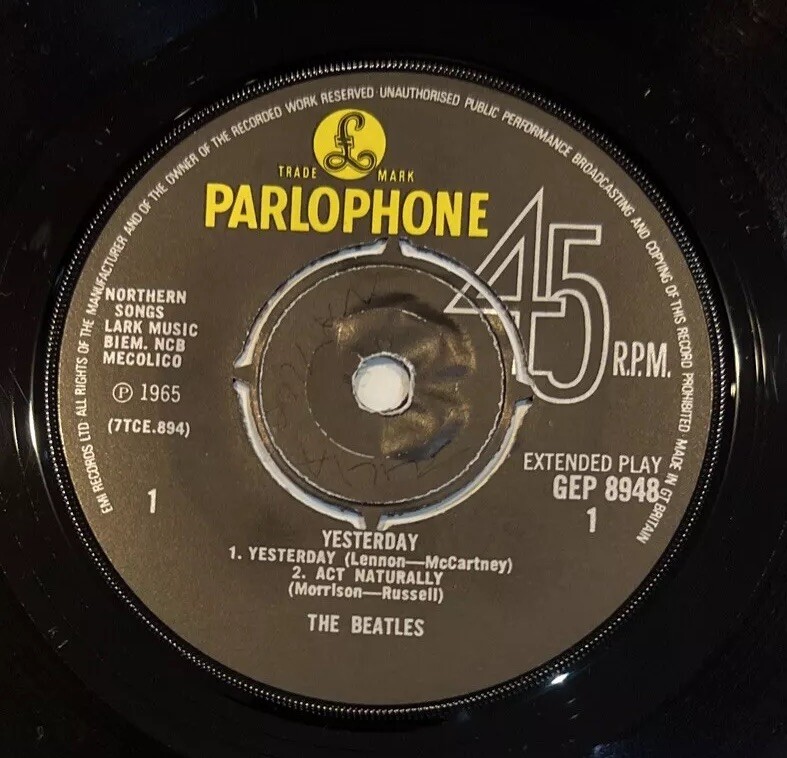 EMI RECORDS LTD ALL RIGHTS OF THE MANUFACTURER AND OF THE OWNER OF THE RECORDED WORK RESERVED·UNAUTHORISED PUBLIC PERFORMANCE BROADCASTING AND COPYING OF THIS RECORD PROHIBITED MADE IN GT BRITAIN
£
TRADE MARK
PARLOPHONE
45
R.P.M.
NORTHERN
SONGS
LARK MUSIC
BIEM. NCB
MECOLICO
Ⓟ 1965
(7TCE.894)
1
EXTENDED PLAY
GEP 8948
1
YESTERDAY
1. YESTERDAY (Lennon—McCartney)
2. ACT NATURALLY
(Morrison—Russell)
THE BEATLES